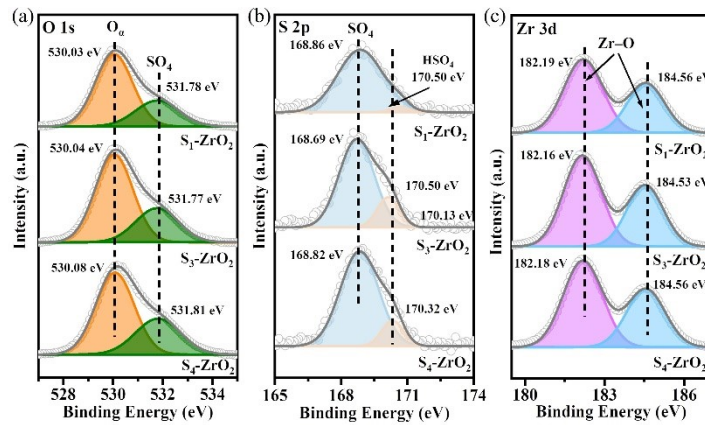 (a)
O 1s
Oα
SO4
530.03 eV
531.78 eV
S1-ZrO2
530.04 eV
531.77 eV
S3-ZrO2
530.08 eV
531.81 eV
S4-ZrO2
Intensity (a.u.)
528 530 532 534
Binding Energy (eV)
(b)
S 2p
SO4
168.86 eV
HSO4
170.50 eV
S1-ZrO2
168.69 eV
170.50 eV
170.13 eV
S3-ZrO2
168.82 eV
170.32 eV
S4-ZrO2
Intensity (a.u.)
165 168 171 174
Binding Energy (eV)
(c)
Zr 3d
Zr–O
182.19 eV
184.56 eV
S1-ZrO2
182.16 eV
184.53 eV
S3-ZrO2
182.18 eV
184.56 eV
S4-ZrO2
Intensity (a.u.)
180 183 186
Binding Energy (eV)